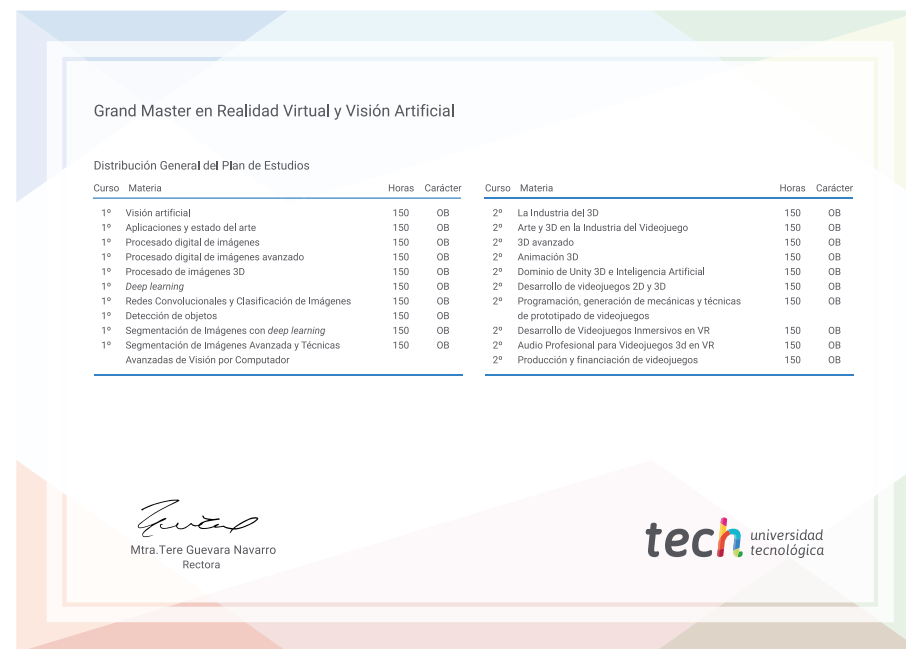 Grand Master en Realidad Virtual y Visión Artificial
Distribución General del Plan de Estudios
Curso Materia Horas Carácter
1º Visión artificial 150 OB
1º Aplicaciones y estado del arte 150 OB
1º Procesado digital de imágenes 150 OB
1º Procesado digital de imágenes avanzado 150 OB
1º Procesado de imágenes 3D 150 OB
1º Deep learning 150 OB
1º Redes Convolucionales y Clasificación de Imágenes 150 OB
1º Detección de objetos 150 OB
1º Segmentación de Imágenes con deep learning 150 OB
1º Segmentación de Imágenes Avanzada y Técnicas 150 OB
Avanzadas de Visión por Computador
Curso Materia Horas Carácter
2º La Industria del 3D 150 OB
2º Arte y 3D en la Industria del Videojuego 150 OB
2º 3D avanzado 150 OB
2º Animación 3D 150 OB
2º Dominio de Unity 3D e Inteligencia Artificial 150 OB
2º Desarrollo de videojuegos 2D y 3D 150 OB
2º Programación, generación de mecánicas y técnicas 150 OB
de prototipado de videojuegos
2º Desarrollo de Videojuegos Inmersivos en VR 150 OB
2º Audio Profesional para Videojuegos 3d en VR 150 OB
2º Producción y financiación de videojuegos 150 OB
Mtra.Tere Guevara Navarro
Rectora
tech universidad
tecnológica